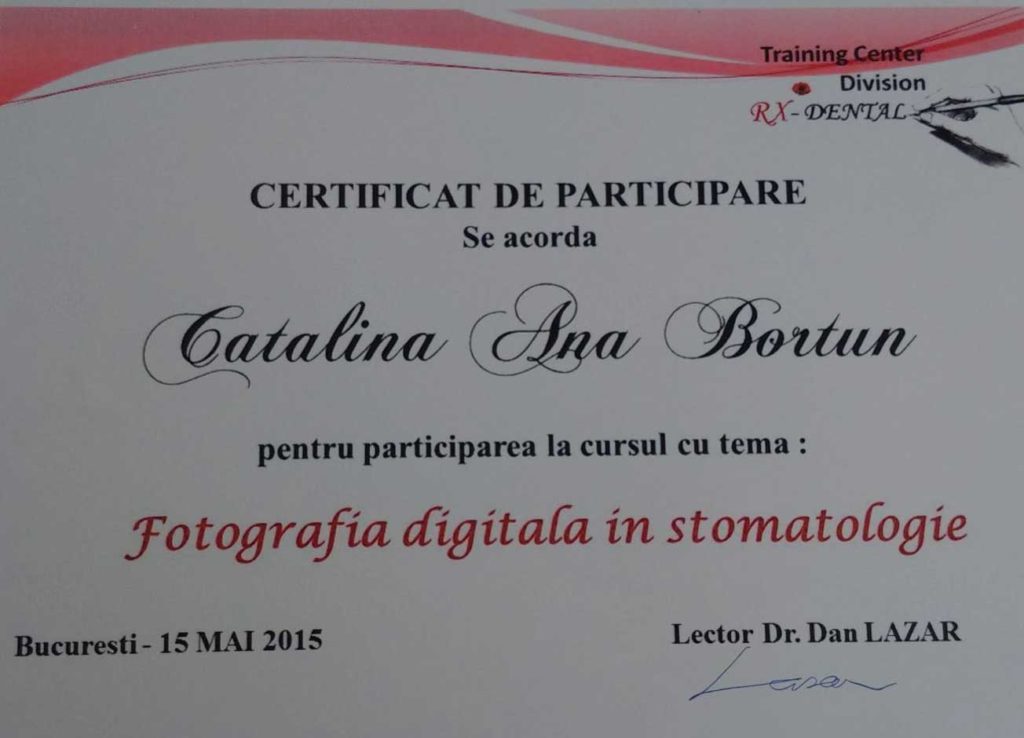 Training Center
Division
RX-DENTAL
CERTIFICAT DE PARTICIPARE
Se acorda
Catalina Ana Bortun
pentru participarea la cursul cu tema :
Fotografia digitala in stomatologie
Bucuresti - 15 MAI 2015
Lector Dr. Dan LAZAR
Lazar